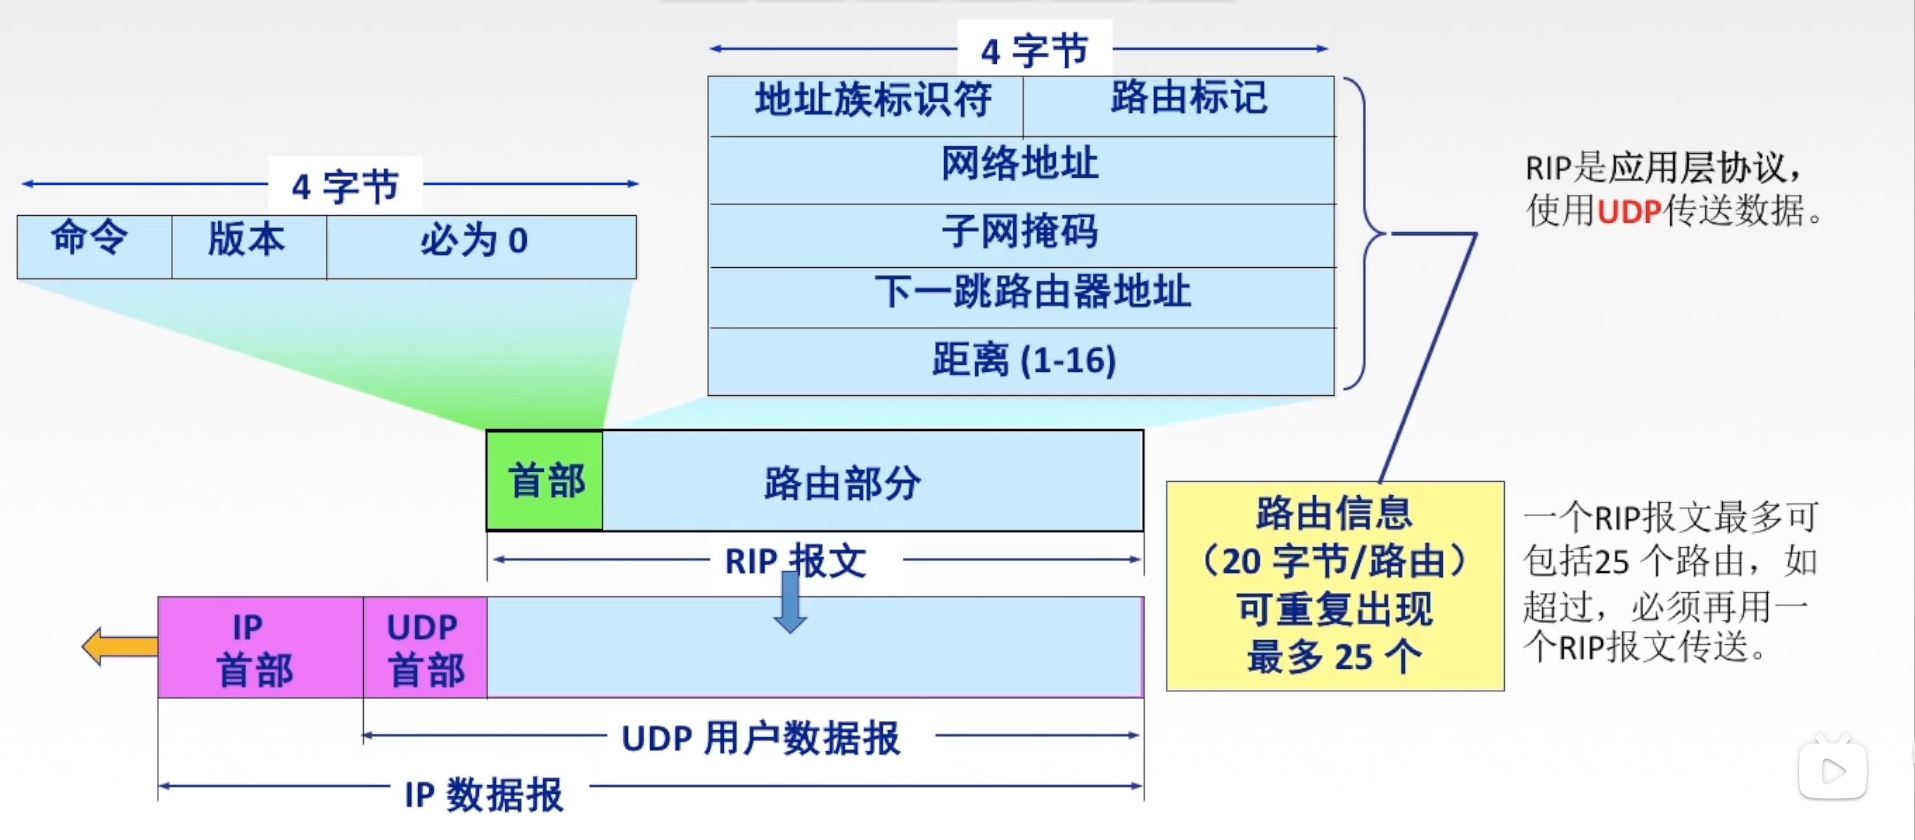 4 字节
地址族标识符
路由标记
网络地址
子网掩码
下一跳路由器地址
距离 (1-16)
4 字节
命令
版本
必为 0
RIP是应用层协议，
使用UDP传送数据。
首部
路由部分
RIP 报文
路由信息
（20 字节/路由）
可重复出现
最多 25 个
一个RIP报文最多可
包括25 个路由，如
超过，必须再用一
个RIP报文传送。
IP
首部
UDP
首部
UDP 用户数据报
IP 数据报